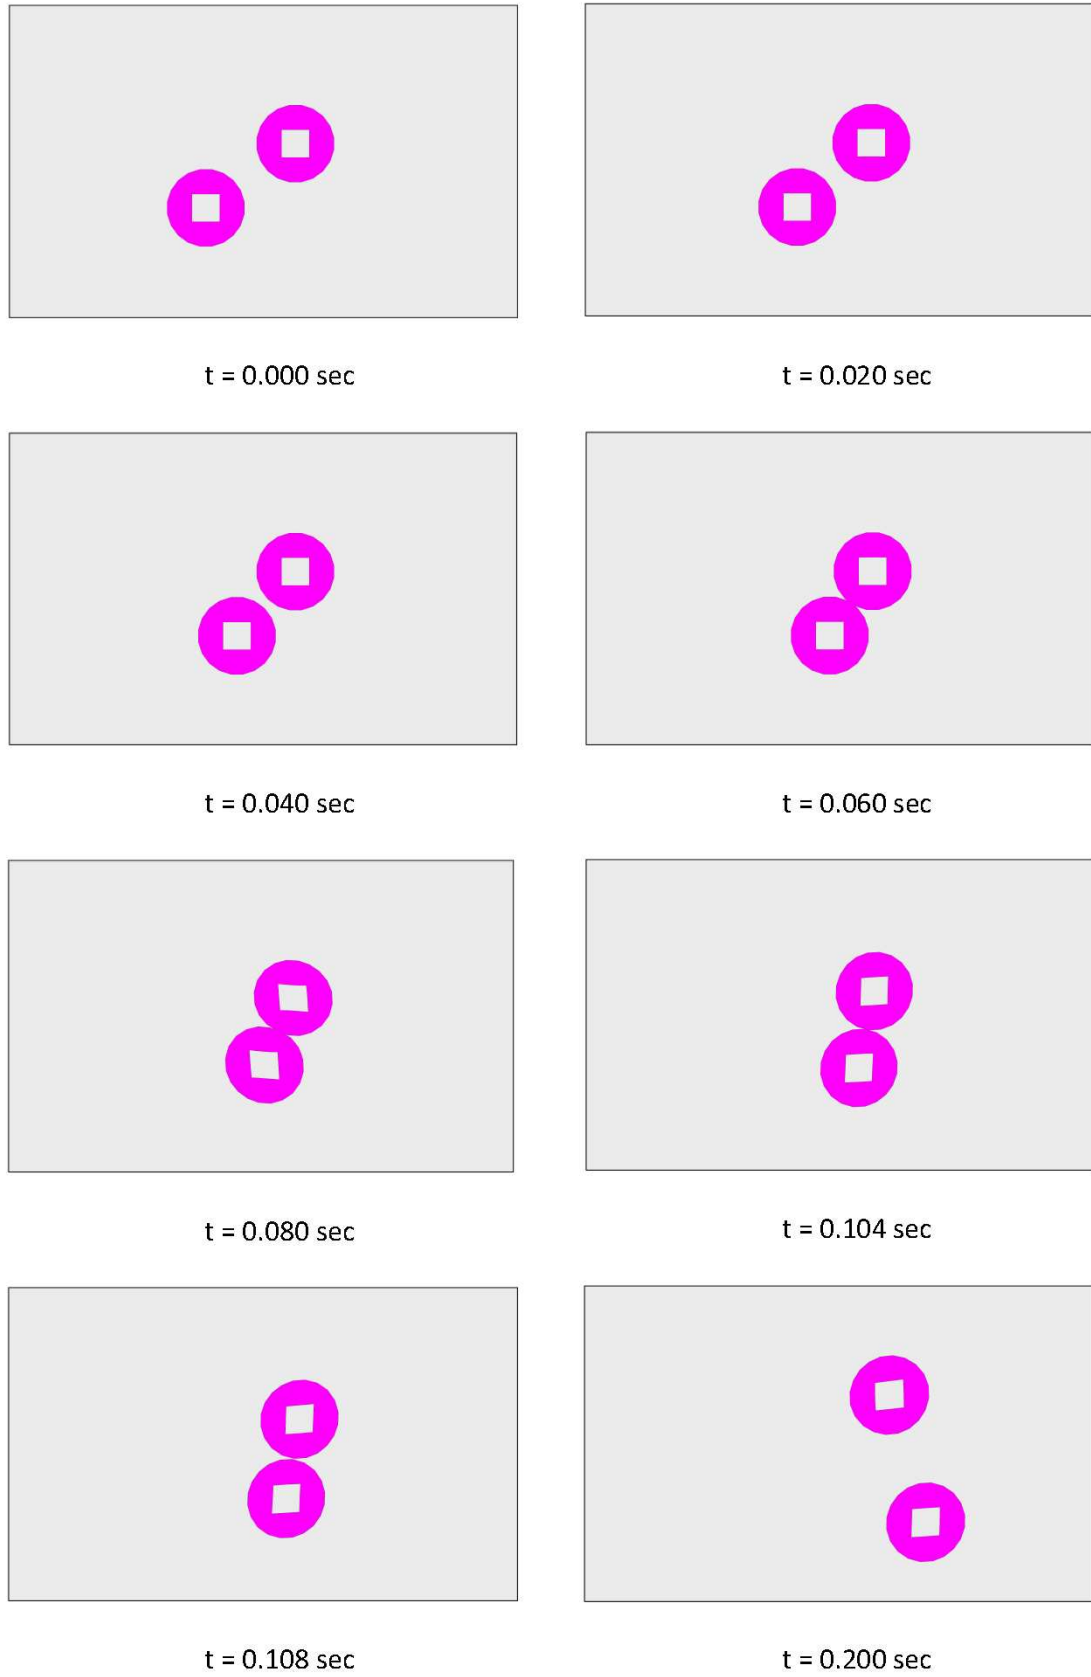 t = 0.000 sec
t = 0.020 sec
t = 0.040 sec
t = 0.060 sec
t = 0.080 sec
t = 0.104 sec
t = 0.108 sec
t = 0.200 sec